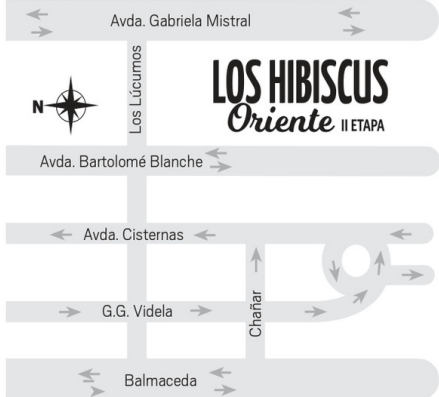 Avda. Gabriela Mistral
Los Lúcumos
N
LOS HIBISCUS
Oriente II ETAPA
Avda. Bartolomé Blanche
Avda. Cisternas
Chañar
G.G. Videla
Balmaceda